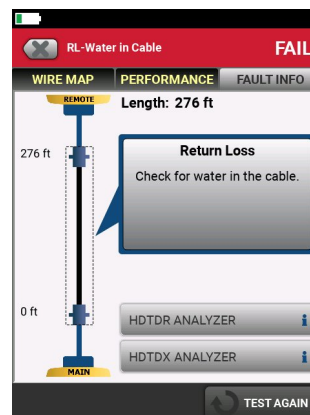 RL-Water in Cable
FAIL
WIRE MAP
PERFORMANCE
FAULT INFO
REMOTE
Length: 276 ft
276 ft
Return Loss
Check for water in the cable.
0 ft
HDTDR ANALYZER
HDTDX ANALYZER
MAIN
TEST AGAIN